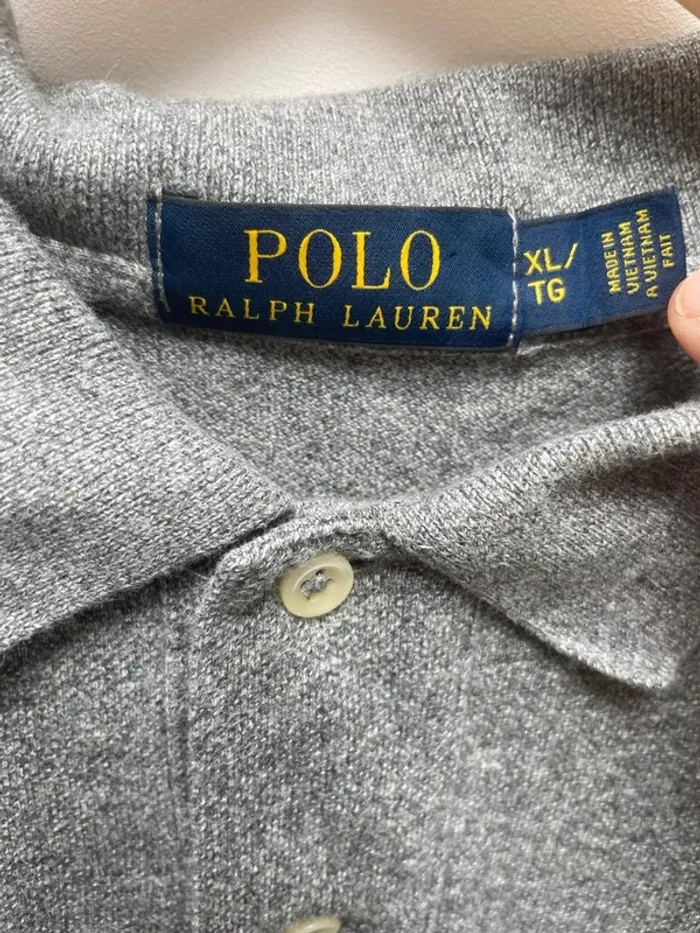 POLO
RALPH LAUREN
XL/
TG
MADE IN
VIETNAM
A VIETNAM
FAIT